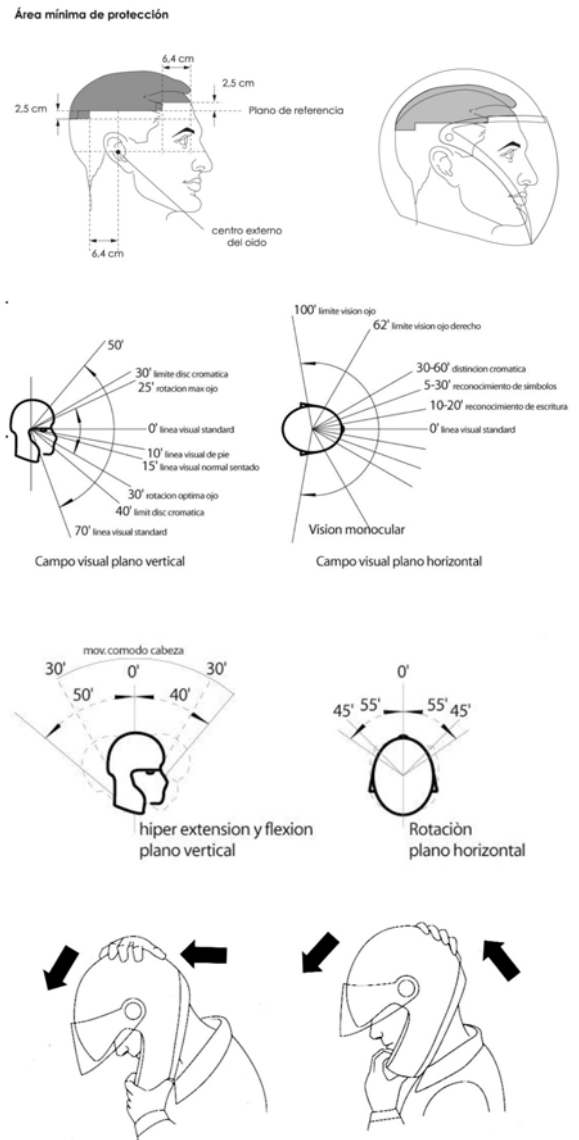 Área mínima de protección
6,4 cm
2,5 cm
2,5 cm
Plano de referencia
centro externo
del oido
6,4 cm
50'
30' limite disc cromatica
25' rotacion max ojo
0' linea visual standard
10' linea visual de pie
15' linea visual normal sentado
30' rotacion optima ojo
40' limit disc cromatica
70' linea visual standard
Campo visual plano vertical
100' limite vision ojo
62' limite vision ojo derecho
30-60' distincion cromatica
5-30' reconocimiento de simbolos
10-20' reconocimiento de escritura
0' linea visual standard
Vision monocular
Campo visual plano horizontal
mov. comodo cabeza
30' 0' 30'
50' 40'
hiper extension y flexion
plano vertical
0'
45' 55' 55' 45'
Rotaciòn
plano horizontal